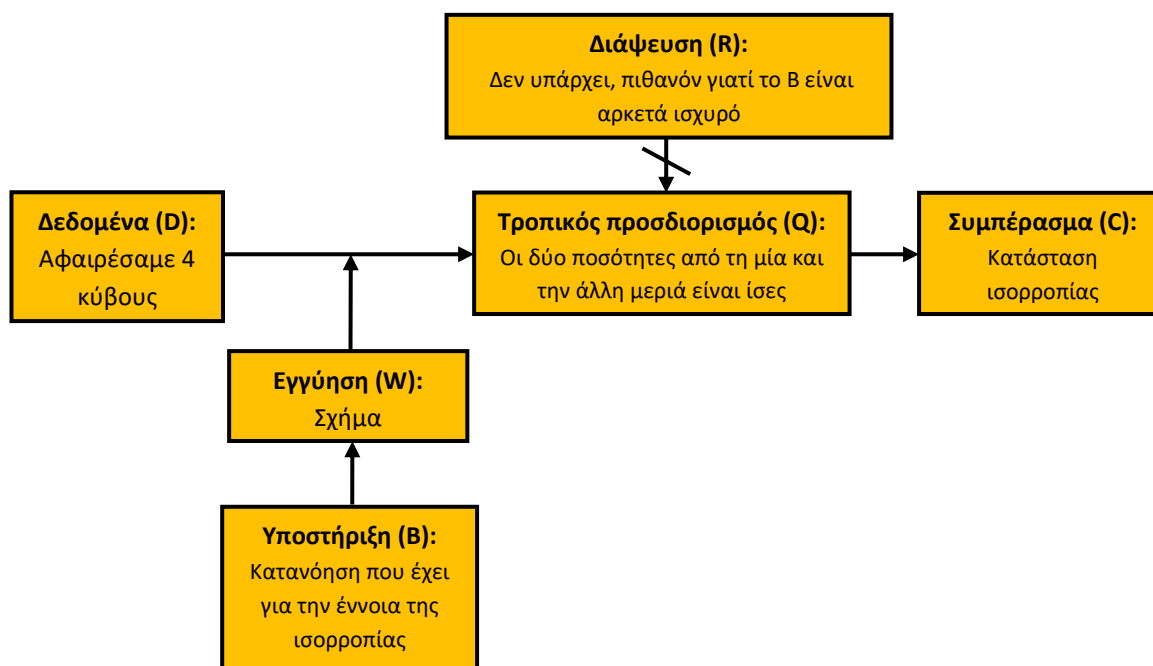 Διάψευση (R):
Δεν υπάρχει, πιθανόν γιατί το Β είναι
αρκετά ισχυρό
Δεδομένα (D):
Αφαιρέσαμε 4
κύβους
Τροπικός προσδιορισμός (Q):
Οι δύο ποσότητες από τη μία και
την άλλη μεριά είναι ίσες
Συμπέρασμα (C):
Κατάσταση
ισορροπίας
Εγγύηση (W):
Σχήμα
Υποστήριξη (B):
Κατανόηση που έχει
για την έννοια της
ισορροπίας